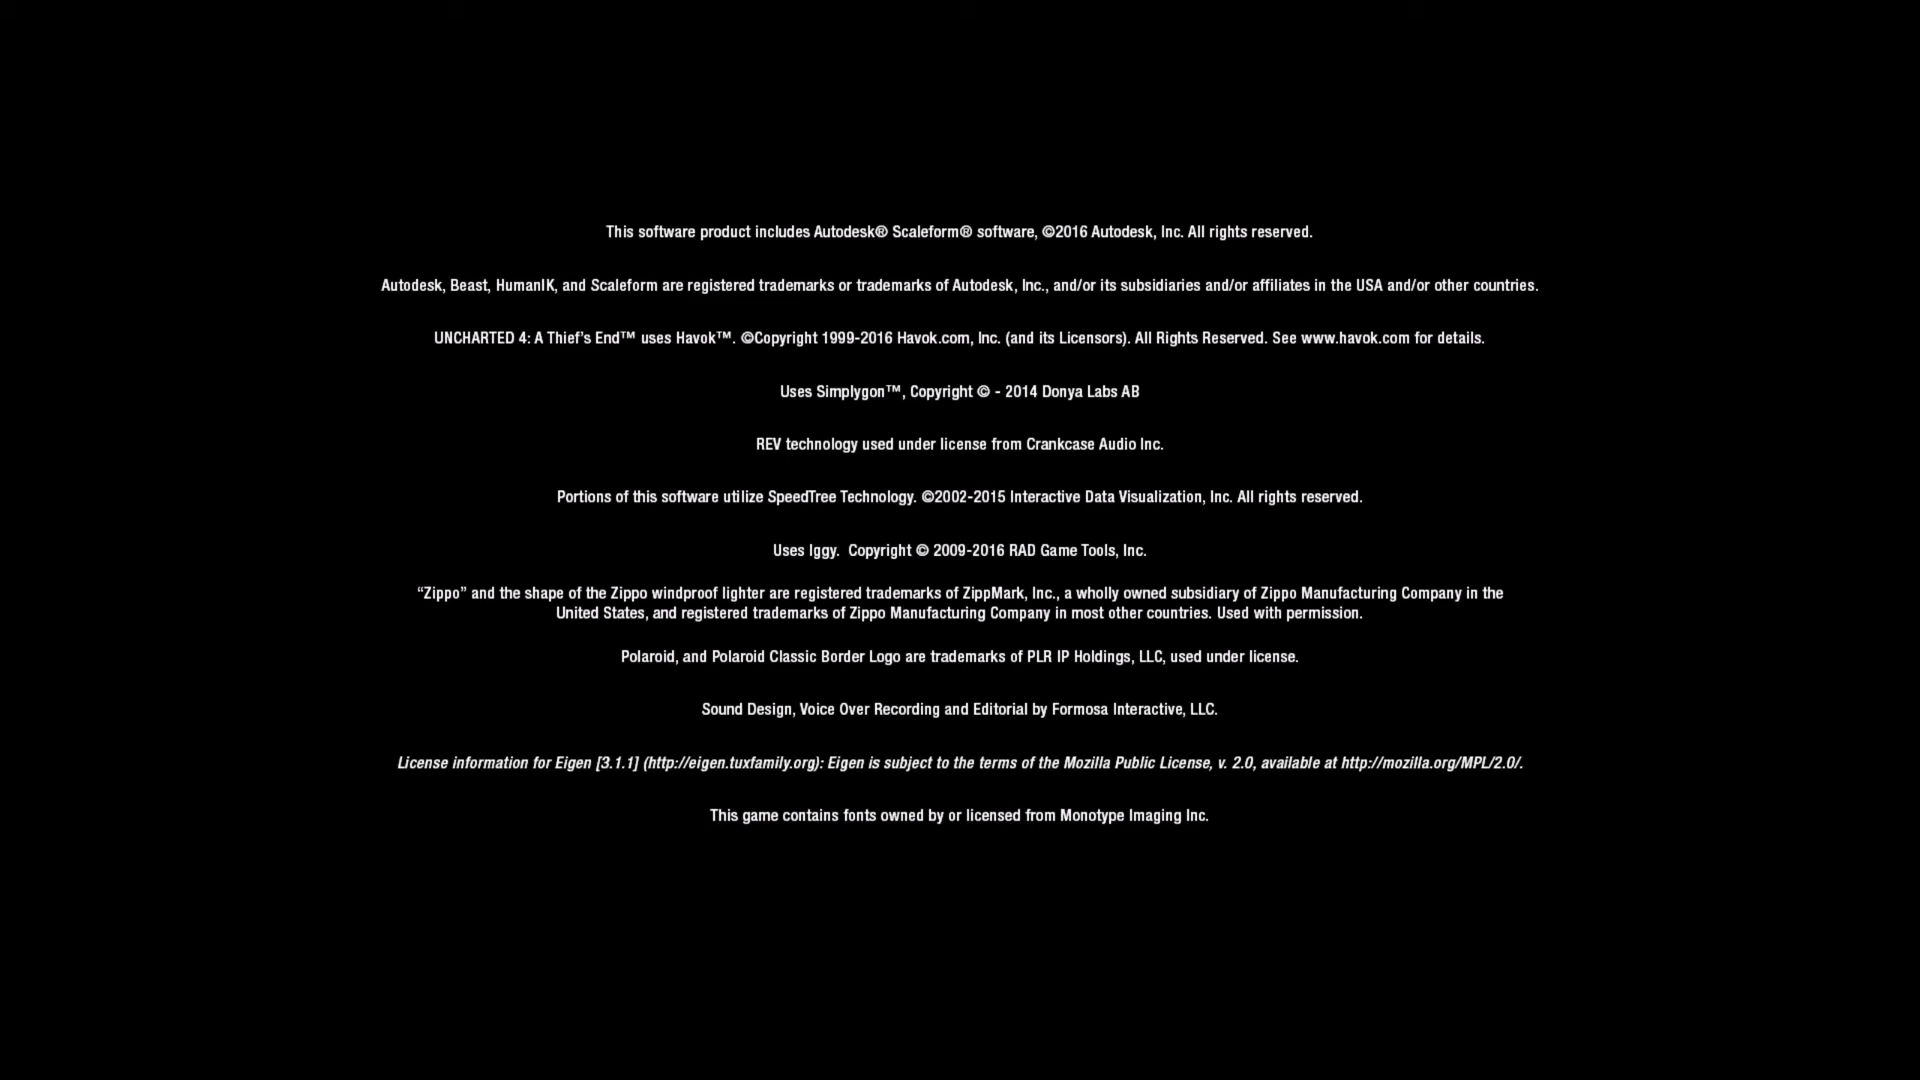 This software product includes Autodesk® Scaleform® software, ©2016 Autodesk, Inc. All rights reserved.
Autodesk, Beast, HumanIK, and Scaleform are registered trademarks or trademarks of Autodesk, Inc., and/or its subsidiaries and/or affiliates in the USA and/or other countries.
UNCHARTED 4: A Thief’s End™ uses Havok™. ©Copyright 1999-2016 Havok.com, Inc. (and its Licensors). All Rights Reserved. See www.havok.com for details.
Uses Simplygon™, Copyright © - 2014 Donya Labs AB
REV technology used under license from Crankcase Audio Inc.
Portions of this software utilize SpeedTree Technology. ©2002-2015 Interactive Data Visualization, Inc. All rights reserved.
Uses Iggy.  Copyright © 2009-2016 RAD Game Tools, Inc.
“Zippo” and the shape of the Zippo windproof lighter are registered trademarks of ZippMark, Inc., a wholly owned subsidiary of Zippo Manufacturing Company in the
United States, and registered trademarks of Zippo Manufacturing Company in most other countries. Used with permission.
Polaroid, and Polaroid Classic Border Logo are trademarks of PLR IP Holdings, LLC, used under license.
Sound Design, Voice Over Recording and Editorial by Formosa Interactive, LLC.
License information for Eigen [3.1.1] (http://eigen.tuxfamily.org): Eigen is subject to the terms of the Mozilla Public License, v. 2.0, available at http://mozilla.org/MPL/2.0/.
This game contains fonts owned by or licensed from Monotype Imaging Inc.